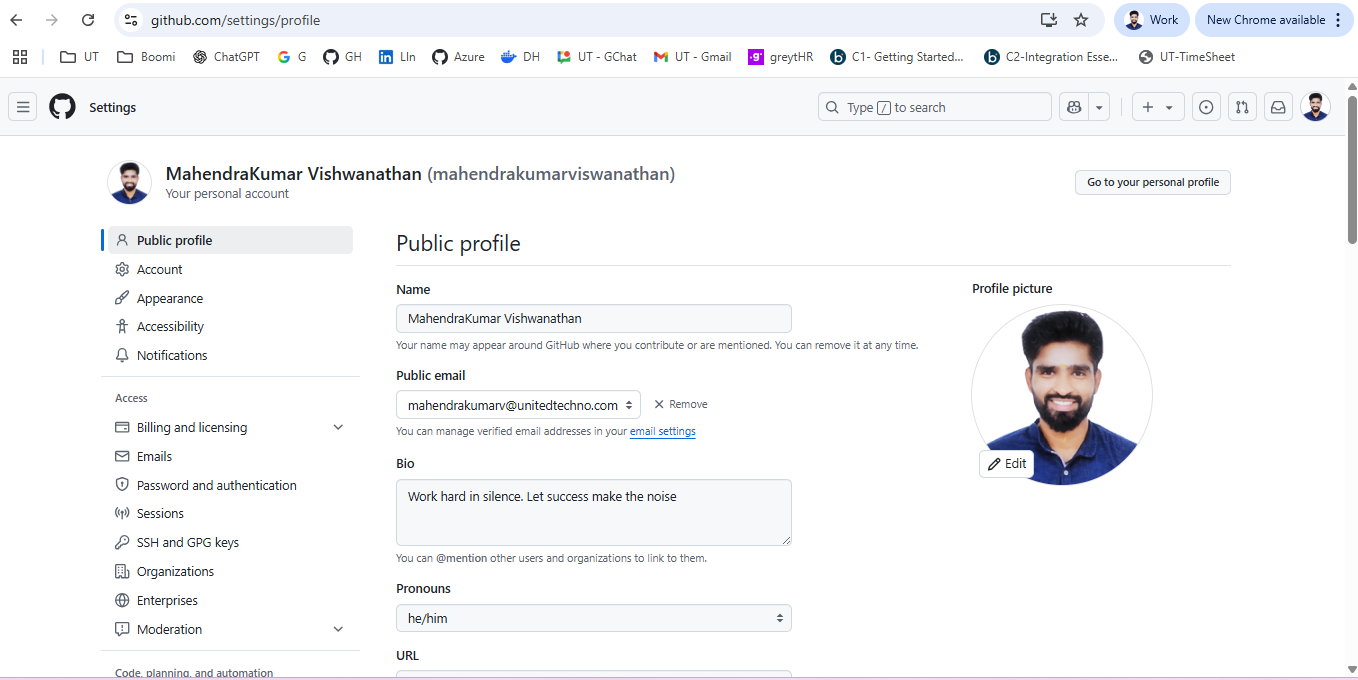 github.com/settings/profile
Work
New Chrome available
UT
Boomi
ChatGPT
G
GH
LIn
Azure
DH
UT - GChat
UT - Gmail
greytHR
C1- Getting Started...
C2-Integration Esse...
UT-TimeSheet
Settings
Type / to search
MahendraKumar Vishwanathan (mahendrakumarviswanathan)
Your personal account
Go to your personal profile
Public profile
Account
Appearance
Accessibility
Notifications
Access
Billing and licensing
Emails
Password and authentication
Sessions
SSH and GPG keys
Organizations
Enterprises
Moderation
Code, planning, and automation
Public profile
Name
MahendraKumar Vishwanathan
Your name may appear around GitHub where you contribute or are mentioned. You can remove it at any time.
Public email
mahendrakumarv@unitedtechno.com
Remove
You can manage verified email addresses in your email settings
Bio
Work hard in silence. Let success make the noise
You can @mention other users and organizations to link to them.
Pronouns
he/him
URL
Profile picture
Edit